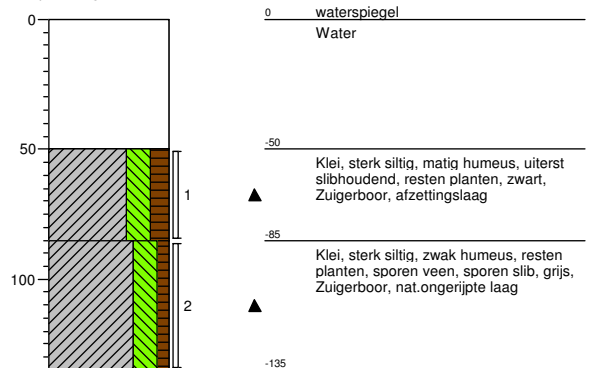 0
0
waterspiegel
Water
50
-50
Klei, sterk siltig, matig humeus, uiterst
slibhoudend, resten planten, zwart,
Zuigerboor, afzettingslaag
1
-85
Klei, sterk siltig, zwak humeus, resten
planten, sporen veen, sporen slib, grijs,
Zuigerboor, nat.ongerijpte laag
100
2
-135